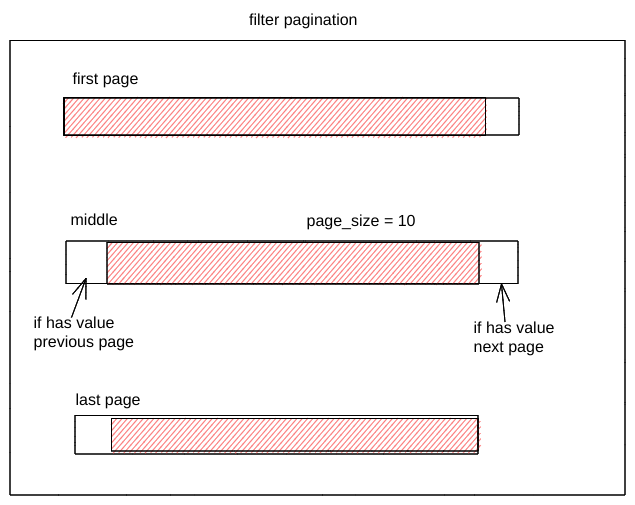 filter pagination
first page
middle
page_size = 10
if has value
previous page
if has value
next page
last page